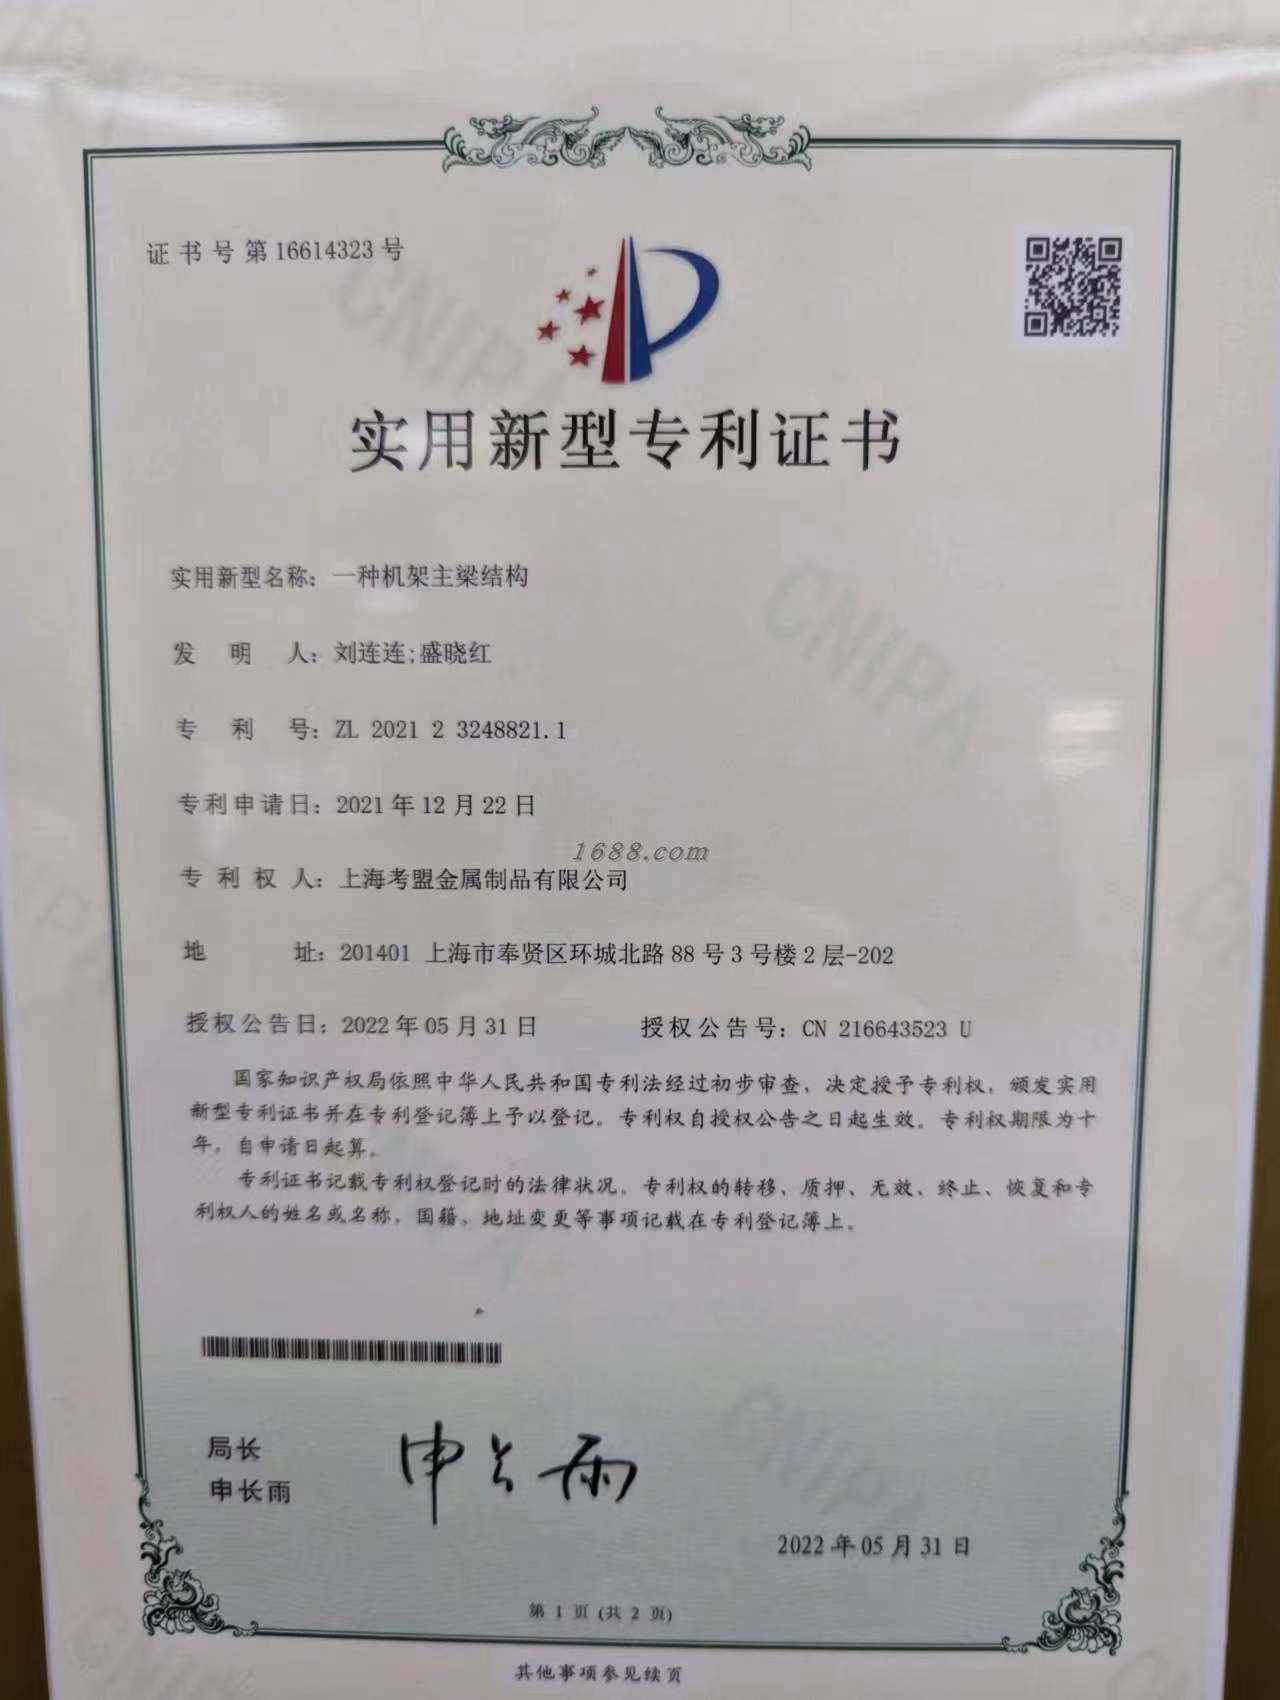 证书号第16614323号
实用新型专利证书
实用新型名称：一种机架主梁结构
发明人：刘连连;盛晓红
专利号：ZL 2021 2 3248821.1
专利申请日：2021年12月22日
1688.com
专利权人：上海考盟金属制品有限公司
地址：201401 上海市奉贤区环城北路88号3号楼2层-202
授权公告日：2022年05月31日 授权公告号：CN 216643523 U
国家知识产权局依照中华人民共和国专利法经过初步审查，决定授予专利权，颁发实用
新型专利证书并在专利登记簿上予以登记。专利权自授权公告之日起生效。专利权期限为十
年，自申请日起算。
专利证书记载专利权登记时的法律状况。专利权的转移、质押、无效、终止、恢复和专
利权人的姓名或名称、国籍、地址变更等事项记载在专利登记簿上。
局长
申长雨
申长雨
2022年05月31日
第 1 页 (共 2 页)
其他事项参见续页
CNIPA
CNIPA
CNIPA